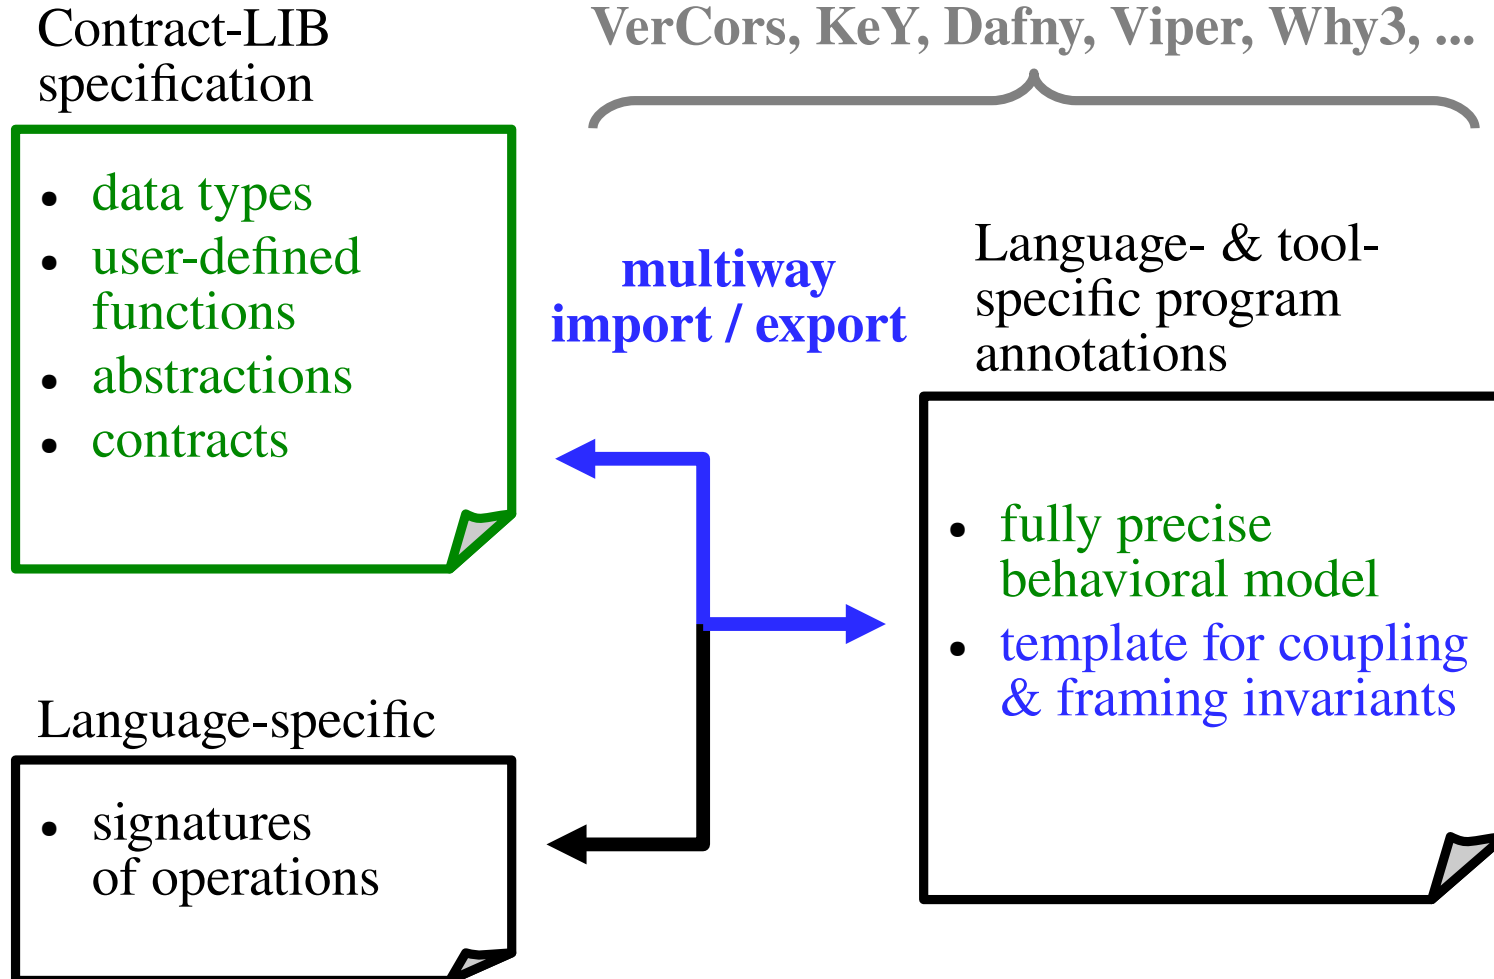 Contract-LIB
specification
VerCors, KeY, Dafny, Viper, Why3, ...
• data types
• user-defined
functions
• abstractions
• contracts
multiway
import / export
Language- & tool-
specific program
annotations
• fully precise
behavioral model
• template for coupling
& framing invariants
Language-specific
• signatures
of operations